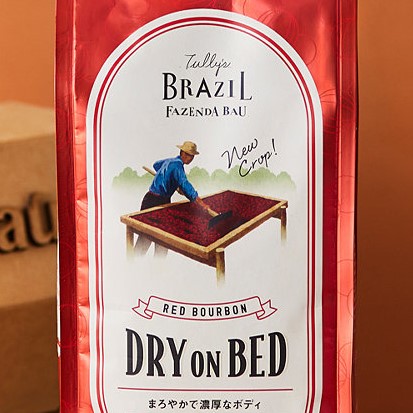 Tully's
BRAZIL
FAZENDA BAU
New
Crop!
RED BOURBON
DRY ON BED
まろやかで濃厚なボディ